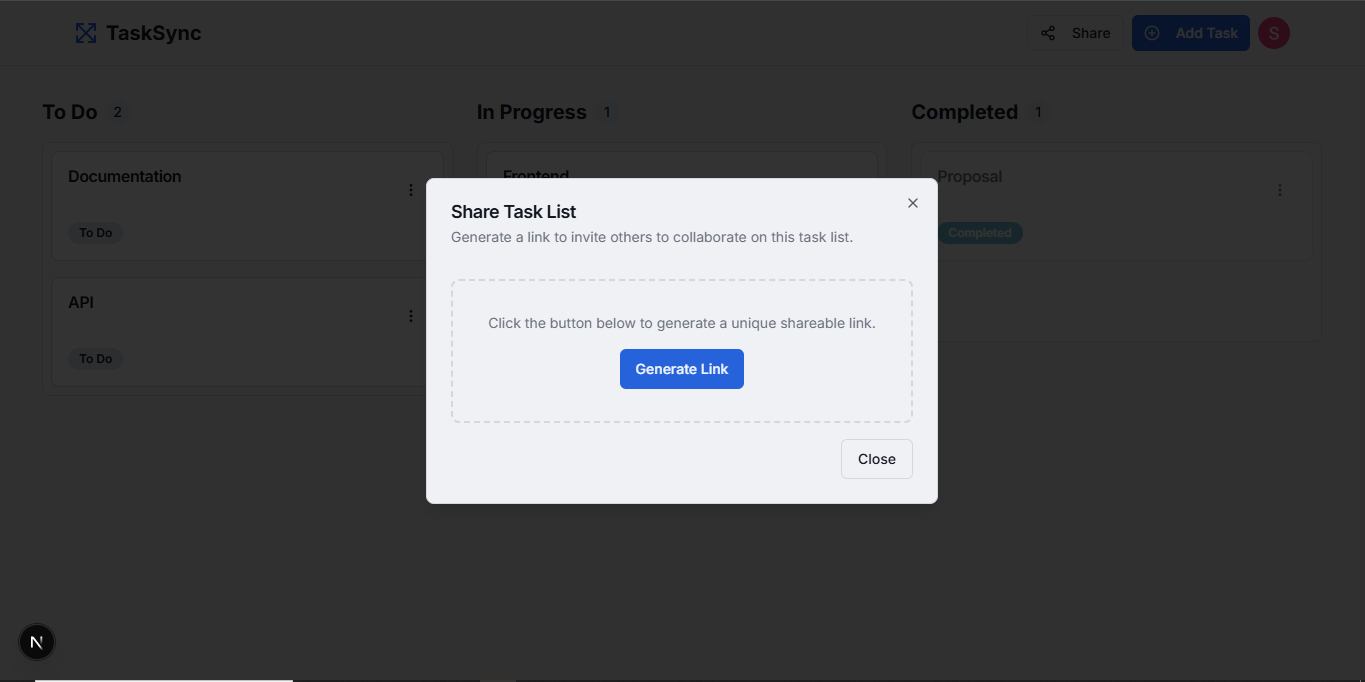 TaskSync
Share
Add Task
S
To Do 2
In Progress 1
Completed 1
Documentation
To Do
API
To Do
Frontend
Proposal
Completed
Share Task List
Generate a link to invite others to collaborate on this task list.
Click the button below to generate a unique shareable link.
Generate Link
Close
N